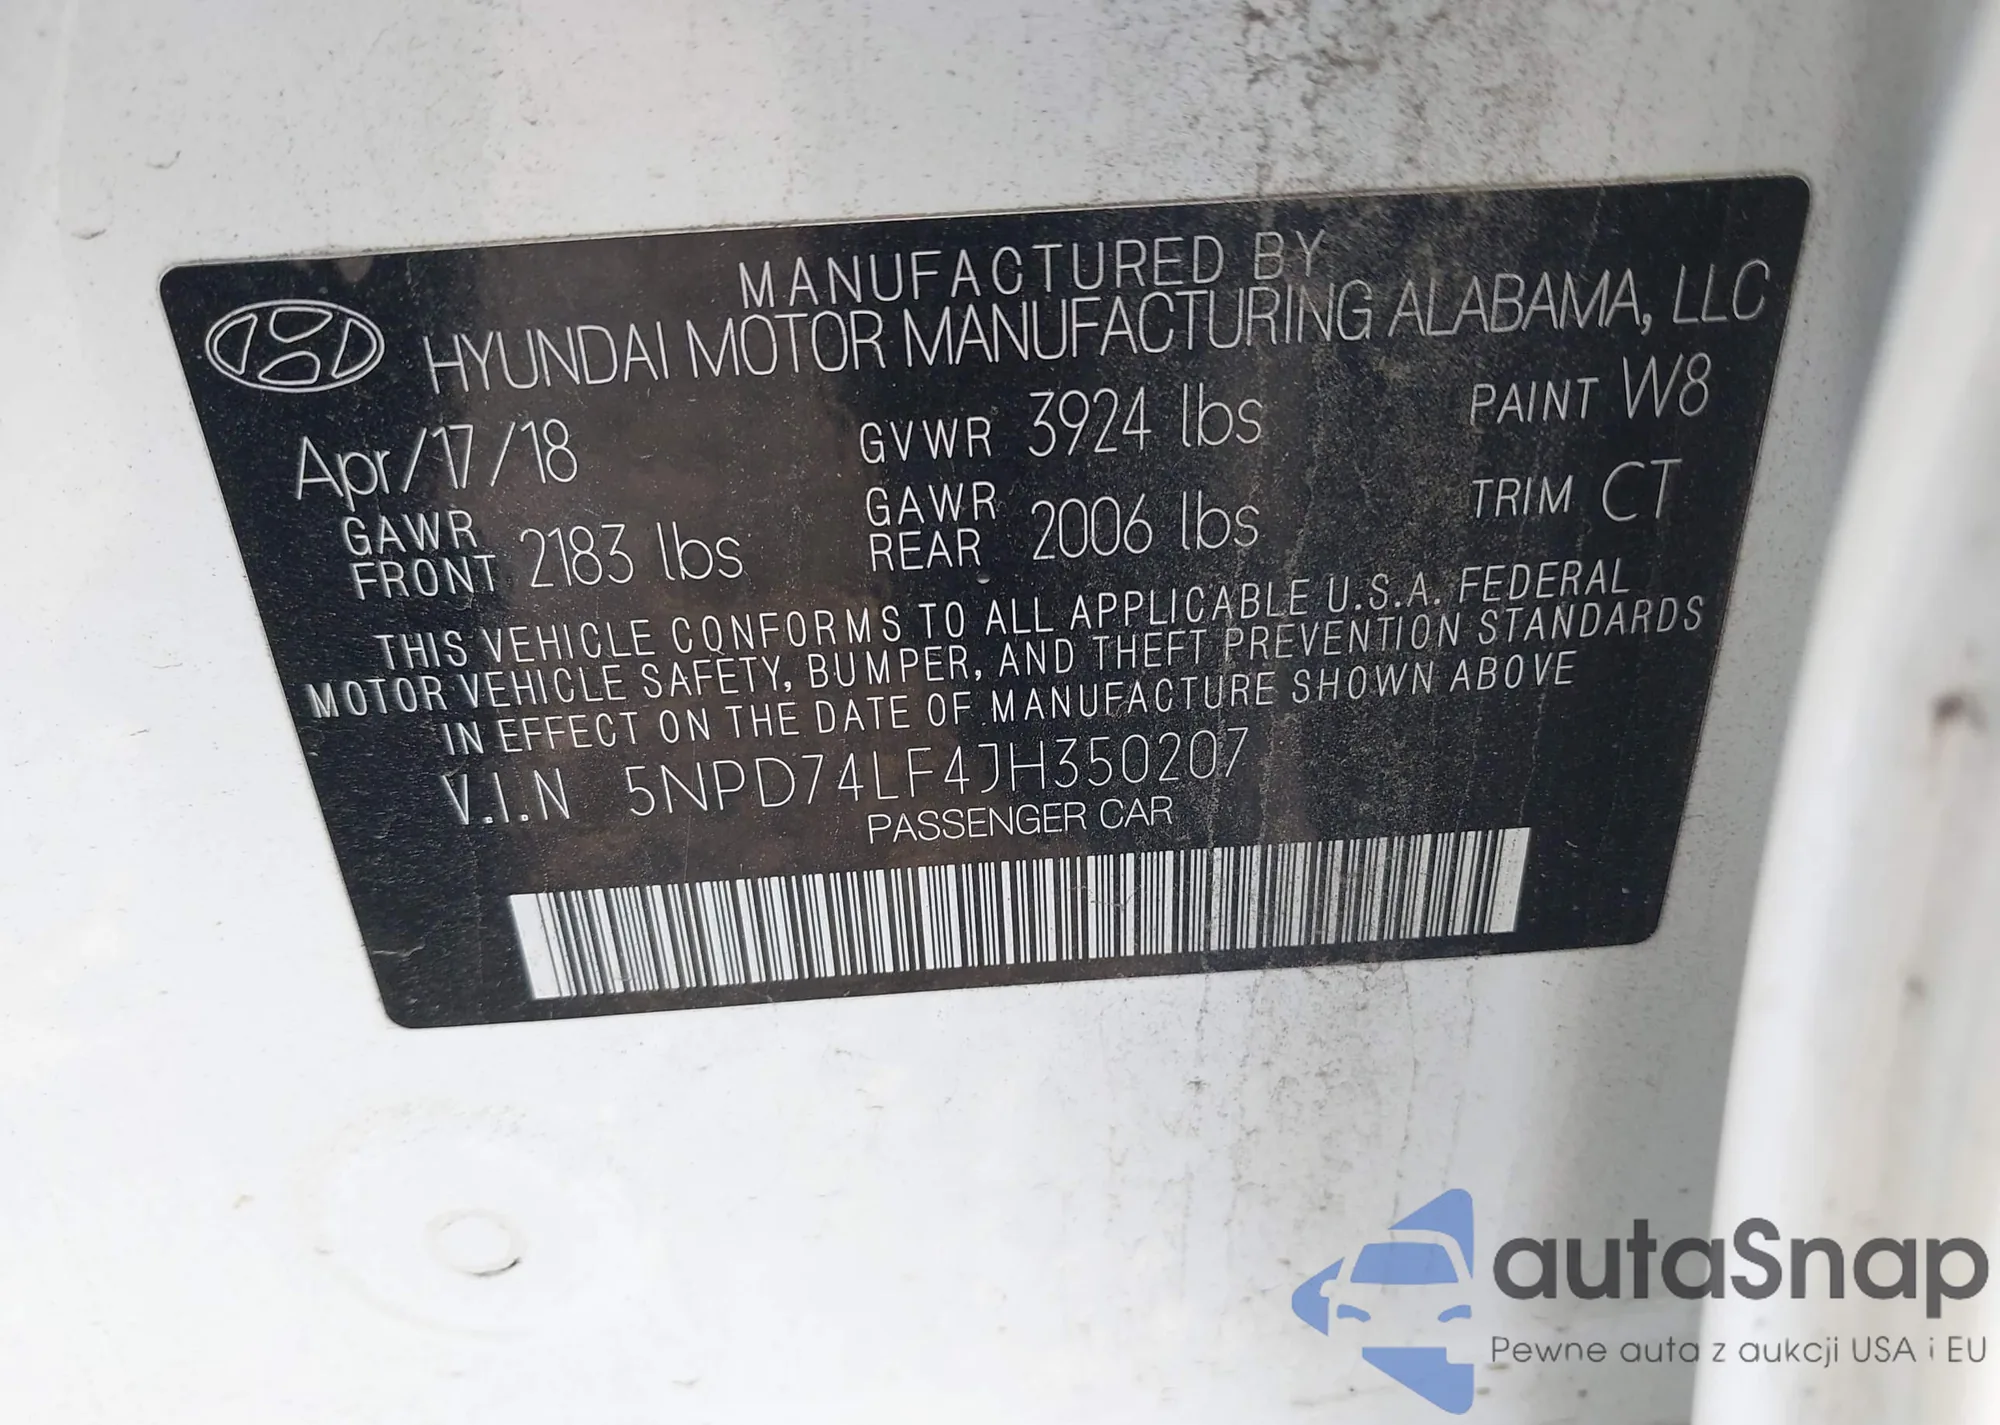 MANUFACTURED BY
HYUNDAI MOTOR MANUFACTURING ALABAMA, LLC
Apr/17/18 GVWR 3924 lbs PAINT W8
GAWR FRONT 2183 lbs GAWR REAR 2006 lbs TRIM CT
THIS VEHICLE CONFORMS TO ALL APPLICABLE U.S.A. FEDERAL
MOTOR VEHICLE SAFETY, BUMPER, AND THEFT PREVENTION STANDARDS
IN EFFECT ON THE DATE OF MANUFACTURE SHOWN ABOVE
V.I.N 5NPD74LF4JH350207
PASSENGER CAR
autaSnap
Pewne auta z aukcji USA i EU